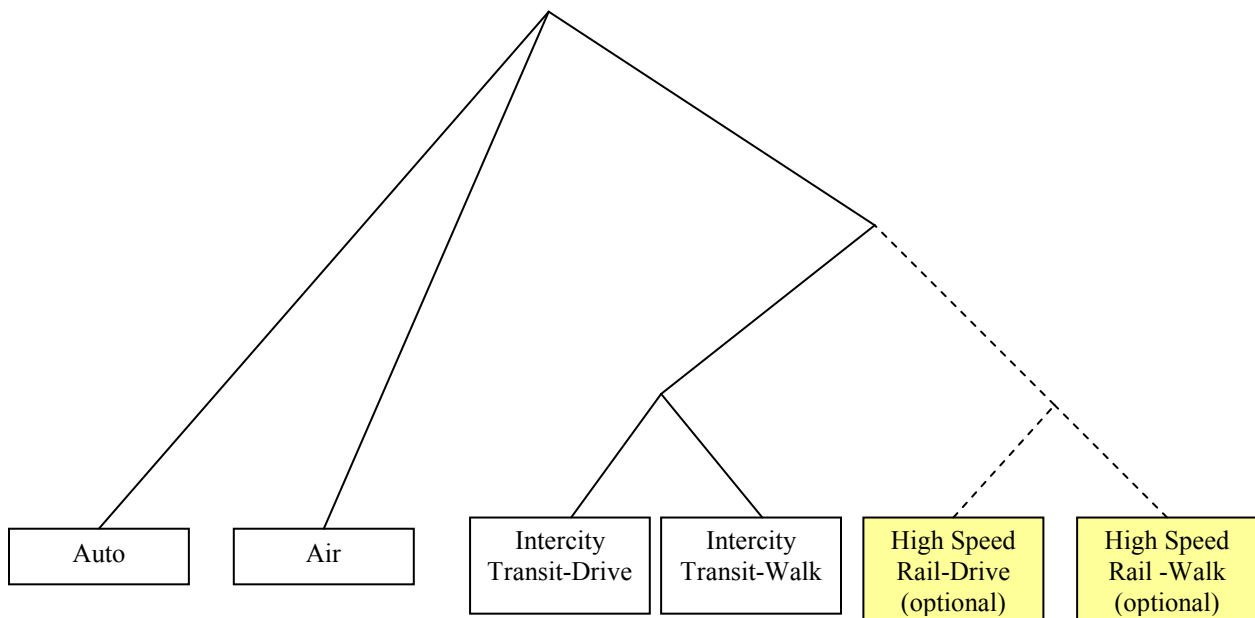 Auto
Air
Intercity
Transit-Drive
Intercity
Transit-Walk
High Speed
Rail-Drive
(optional)
High Speed
Rail -Walk
(optional)